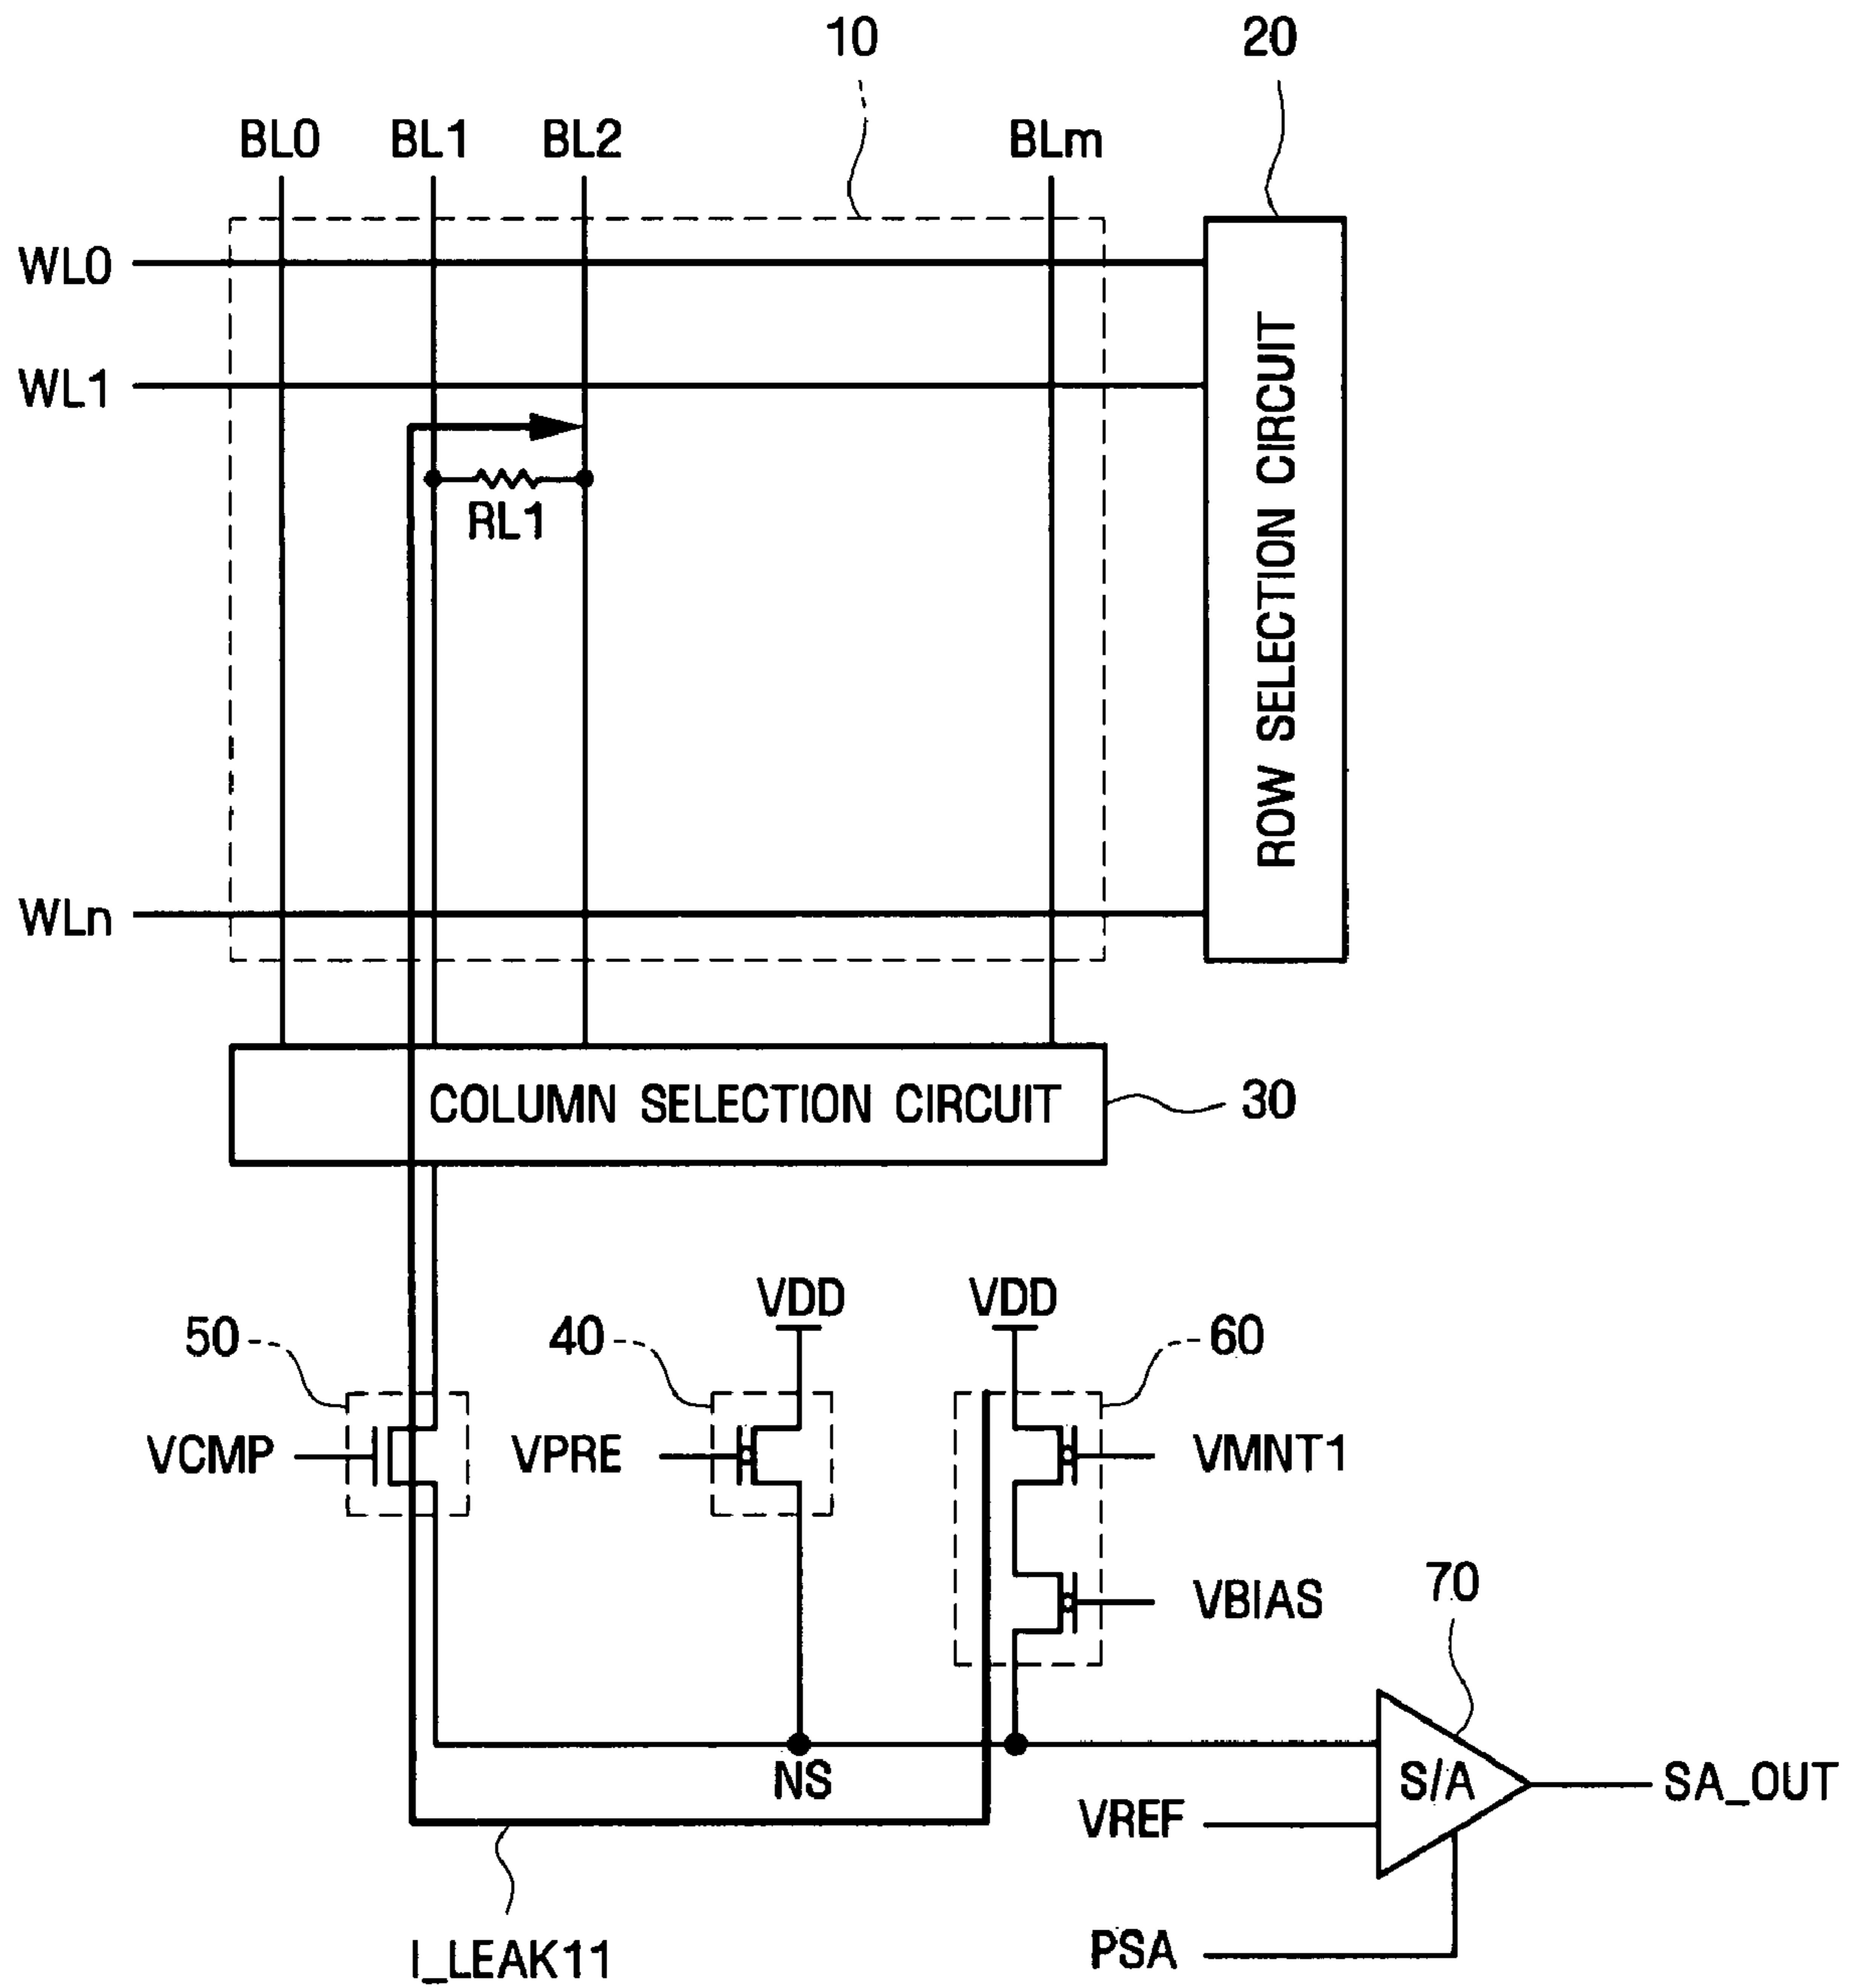 10
20
BL0
BL1
BL2
BLm
WL0
WL1
RL1
ROW SELECTION CIRCUIT
WLn
COLUMN SELECTION CIRCUIT
30
VDD
VDD
50
40
60
VCMP
VPRE
VMNT1
VBIAS
70
NS
S/A
SA_OUT
VREF
I_LEAK11
PSA